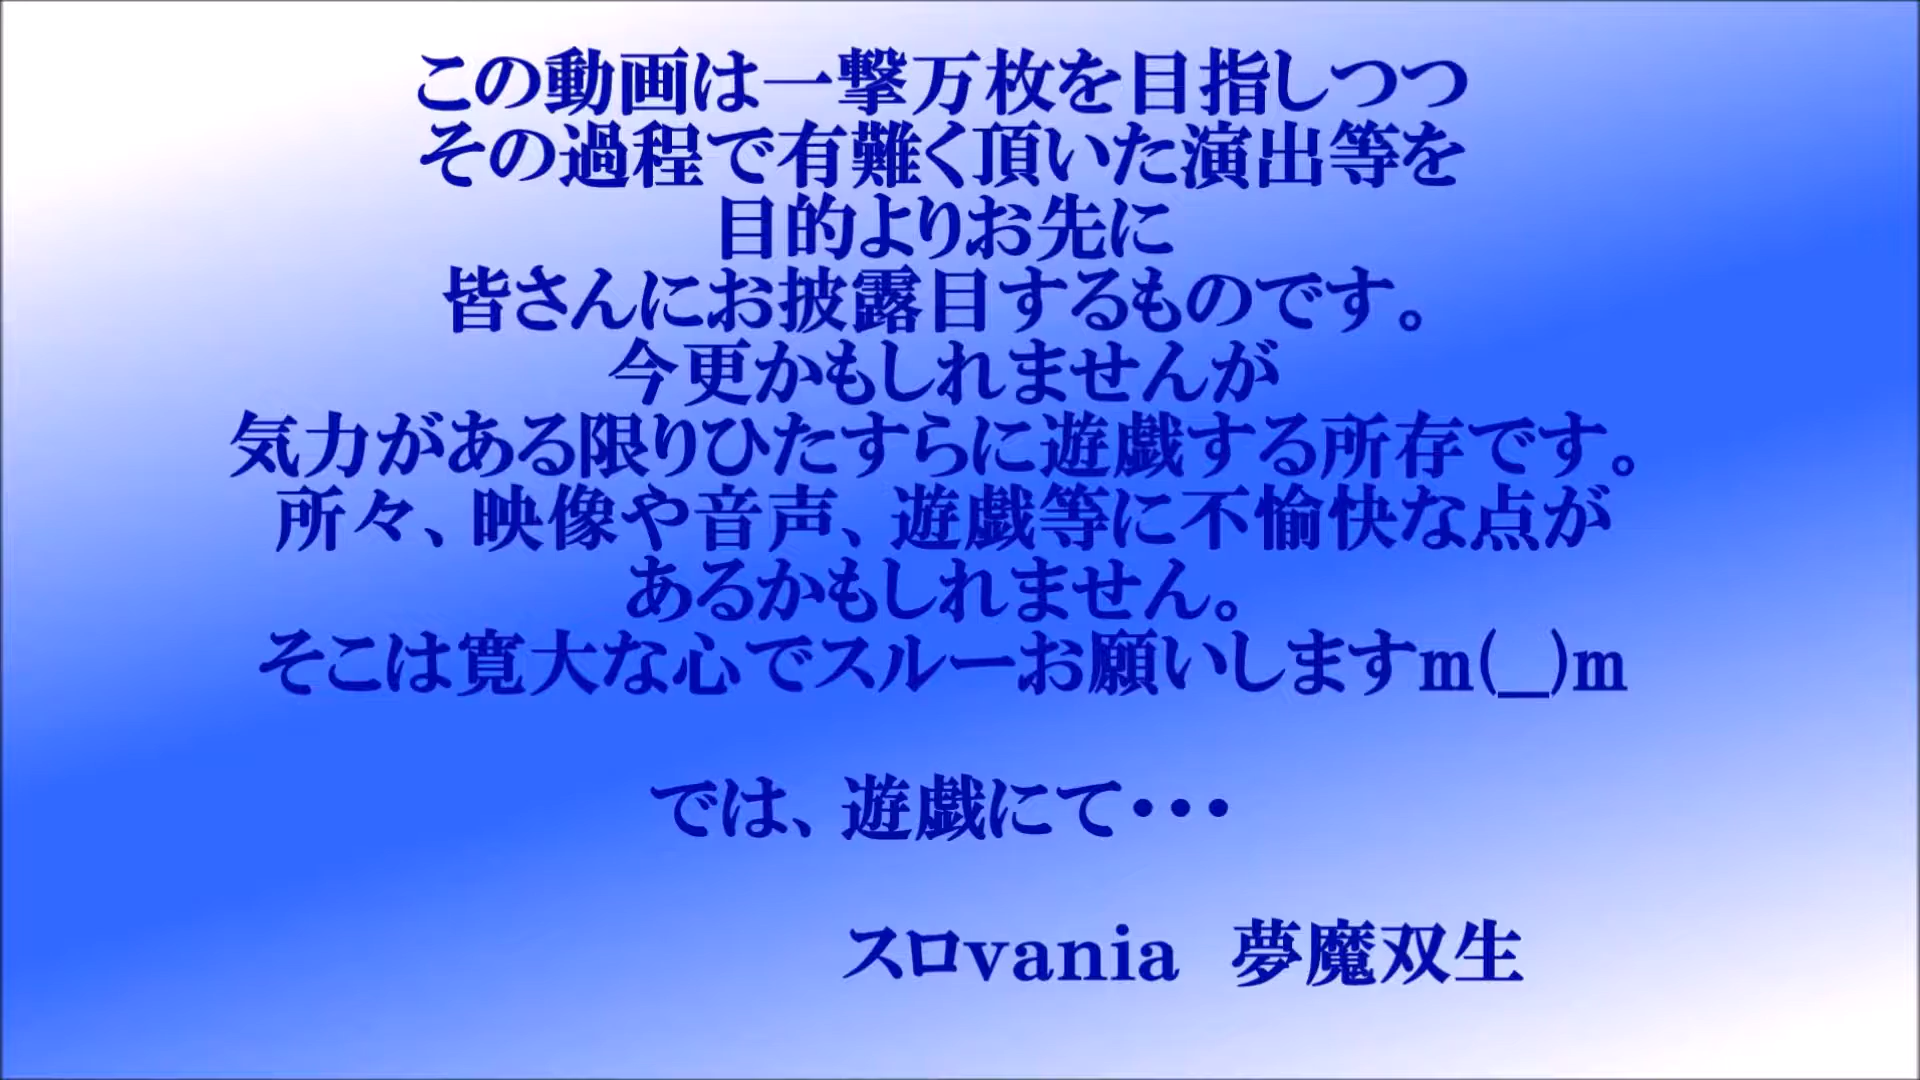 この動画は一撃万枚を目指しつつ
その過程で有難く頂いた演出等を
目的よりお先に
皆さんにお披露目するものです。
今更かもしれませんが
気力がある限りひたすらに遊戯する所存です。
所々、映像や音声、遊戯等に不愉快な点が
あるかもしれません。
そこは寛大な心でスルーお願いしますm(__)m
では、遊戯にて・・・
スロvania　夢魔双生